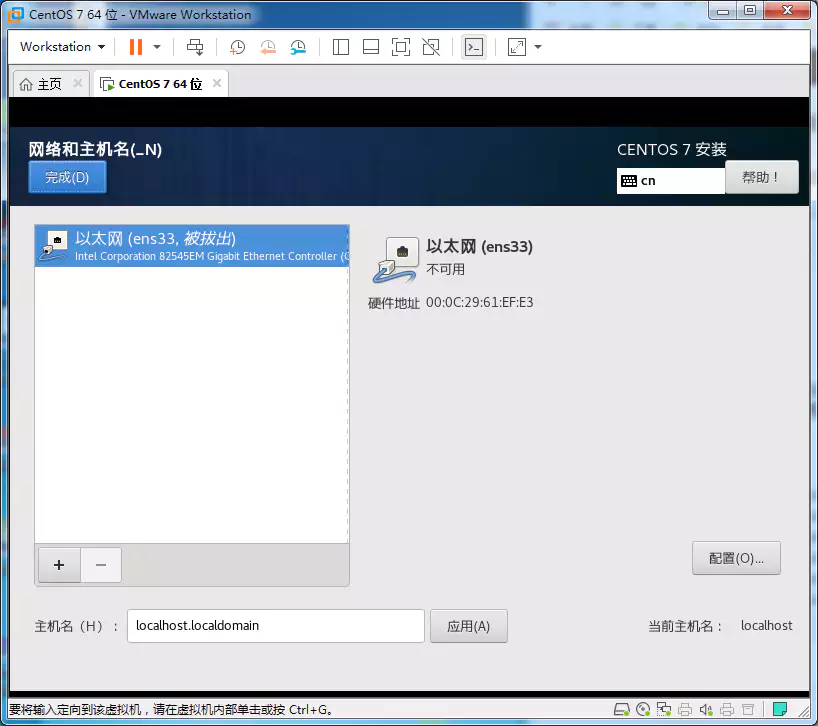 CentOS 7 64 位 - VMware Workstation
Workstation
主页
CentOS 7 64 位
网络和主机名(_N)
完成(D)
CENTOS 7 安装
cn
帮助！
以太网 (ens33, 被拔出)
Intel Corporation 82545EM Gigabit Ethernet Controller (C
以太网 (ens33)
不可用
硬件地址 00:0C:29:61:EF:E3
+
−
配置(O)...
主机名（H）：
localhost.localdomain
应用(A)
当前主机名：
localhost
要将输入定向到该虚拟机，请在虚拟机内部单击或按 Ctrl+G。